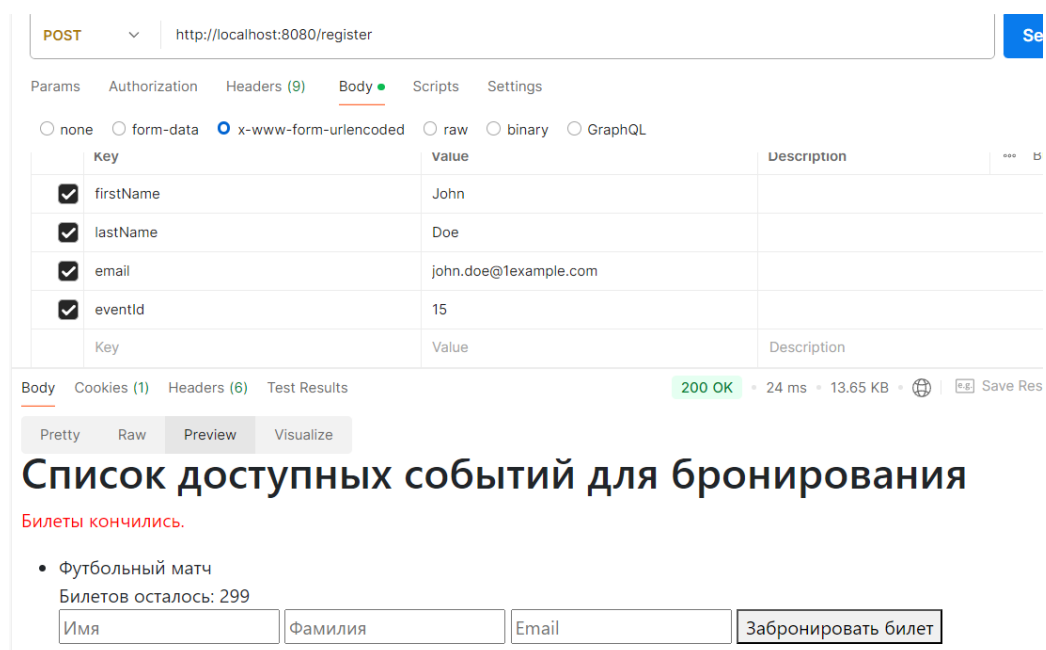 POST http://localhost:8080/register Se
Params Authorization Headers (9) Body Scripts Settings
none form-data x-www-form-urlencoded raw binary GraphQL
Key Value Description B
firstName John
lastName Doe
email john.doe@1example.com
eventId 15
Key Value Description
Body Cookies (1) Headers (6) Test Results 200 OK 24 ms 13.65 KB e.g. Save Res
Pretty Raw Preview Visualize
Список доступных событий для бронирования
Билеты кончились.
Футбольный матч
Билетов осталось: 299
Имя Фамилия Email Забронировать билет